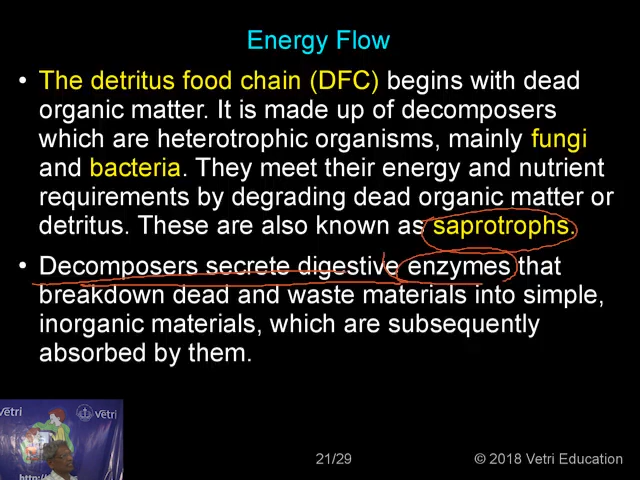 Energy Flow
• The detritus food chain (DFC) begins with dead
organic matter. It is made up of decomposers
which are heterotrophic organisms, mainly fungi
and bacteria. They meet their energy and nutrient
requirements by degrading dead organic matter or
detritus. These are also known as saprotrophs.
• Decomposers secrete digestive enzymes that
breakdown dead and waste materials into simple,
inorganic materials, which are subsequently
absorbed by them.
Vetri
Vetri
21/29
© 2018 Vetri Education